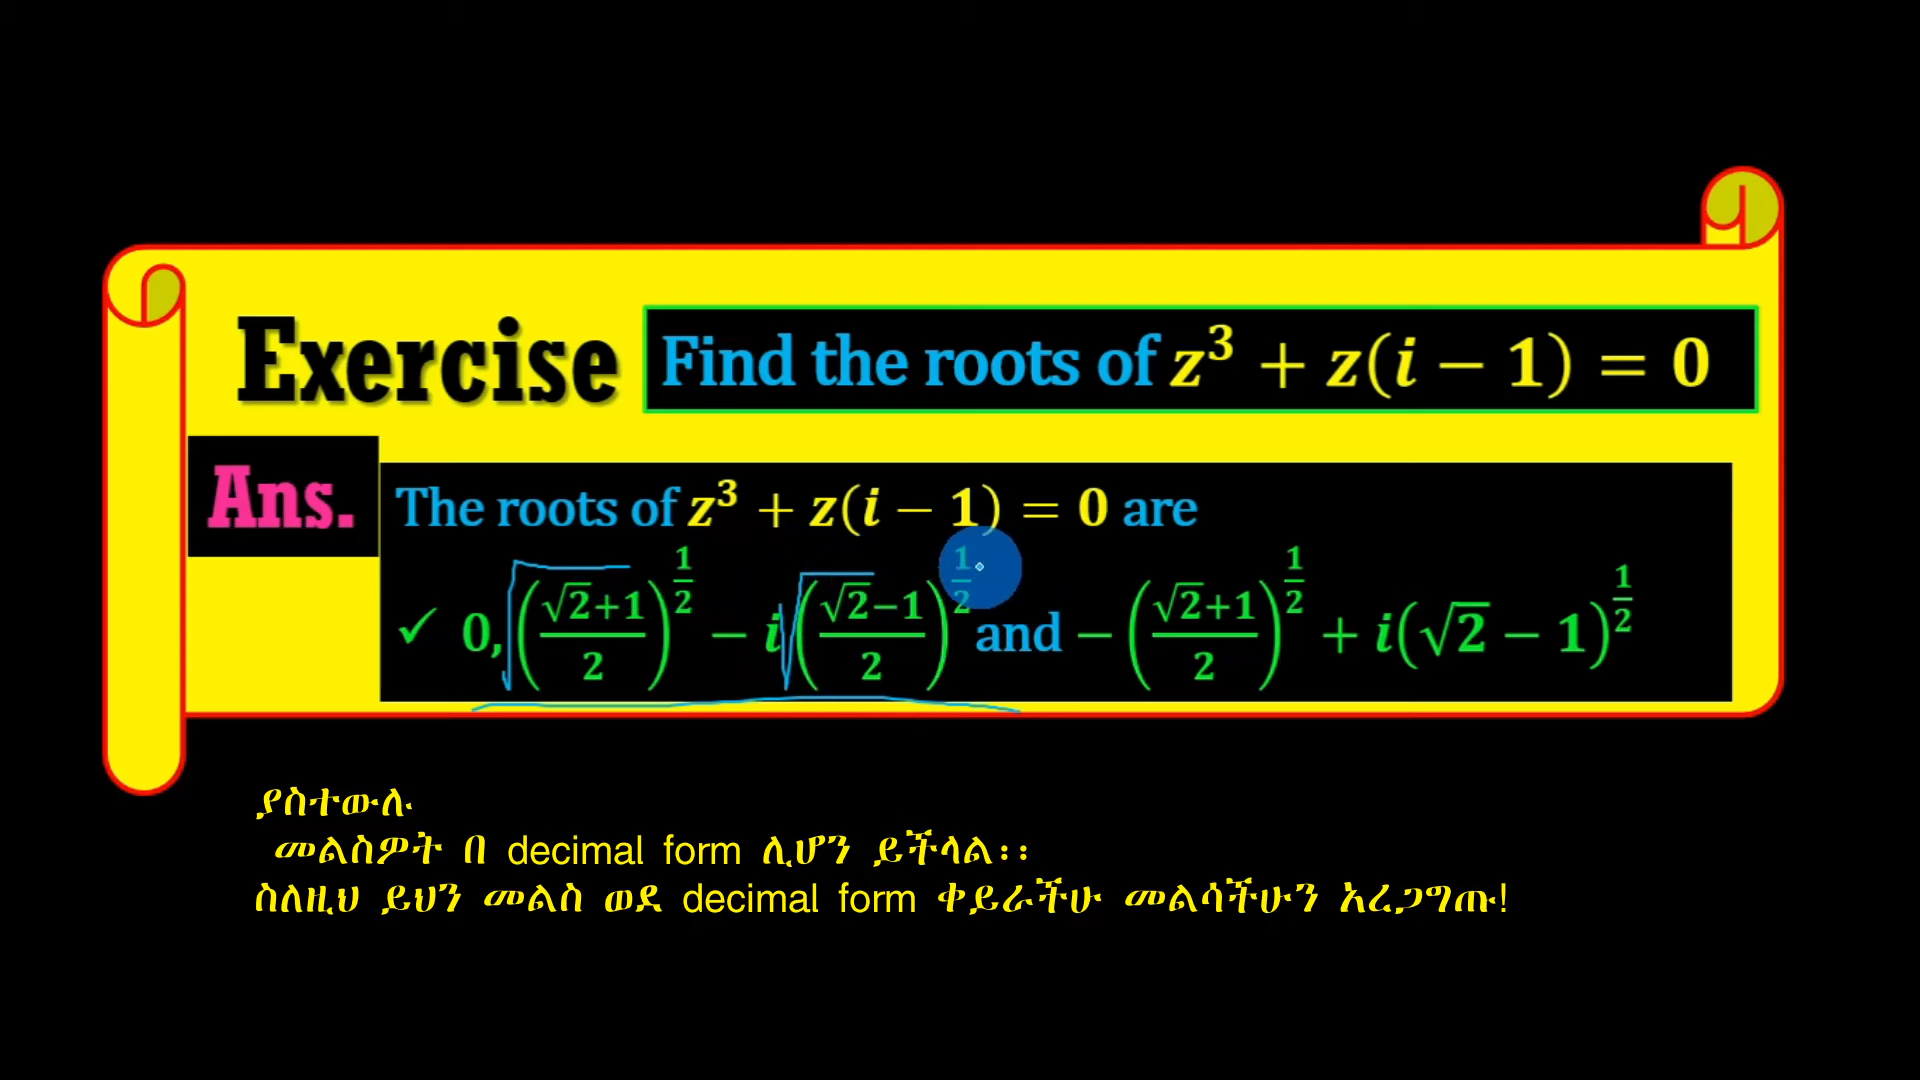 Exercise Find the roots of z³ + z(i − 1) = 0
Ans. The roots of z³ + z(i − 1) = 0 are
✓ 0, ((√2+1)/2)^(1/2) − i((√2−1)/2)^(1/2) and −((√2+1)/2)^(1/2) + i(√2 − 1)^(1/2)
ያስተውሉ
መልስዎት በ decimal form ሊሆን ይችላል፡፡
ስለዚህ ይህን መልስ ወደ decimal form ቀይራችሁ መልሳችሁን አረጋግጡ!